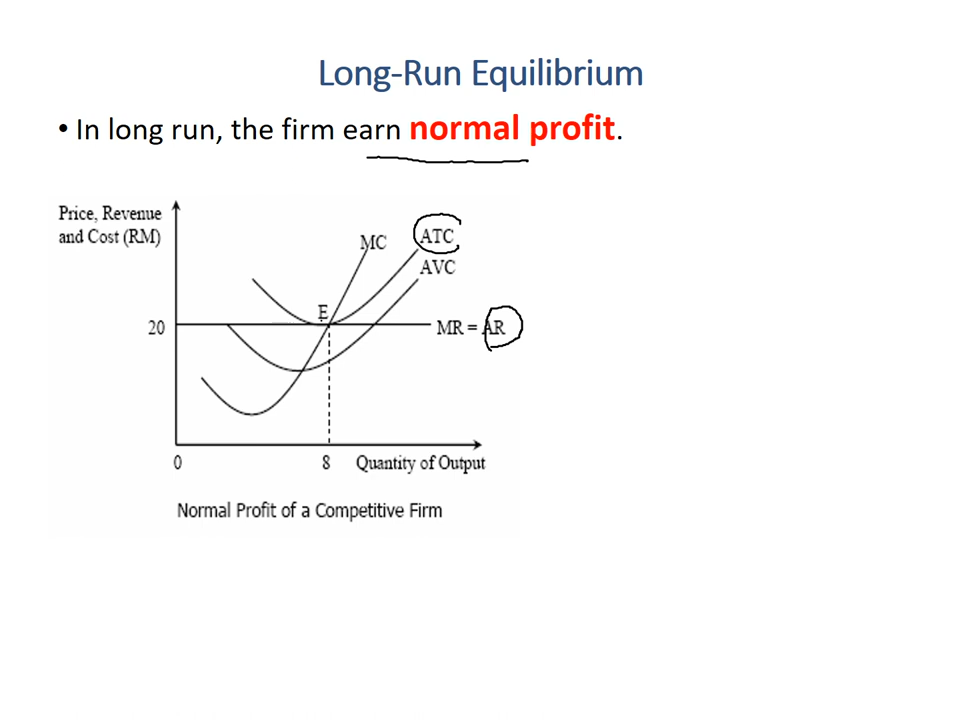 Long-Run Equilibrium
• In long run, the firm earn normal profit.
Price, Revenue
and Cost (RM)
MC
ATC
AVC
E
20
MR = AR
0
8
Quantity of Output
Normal Profit of a Competitive Firm